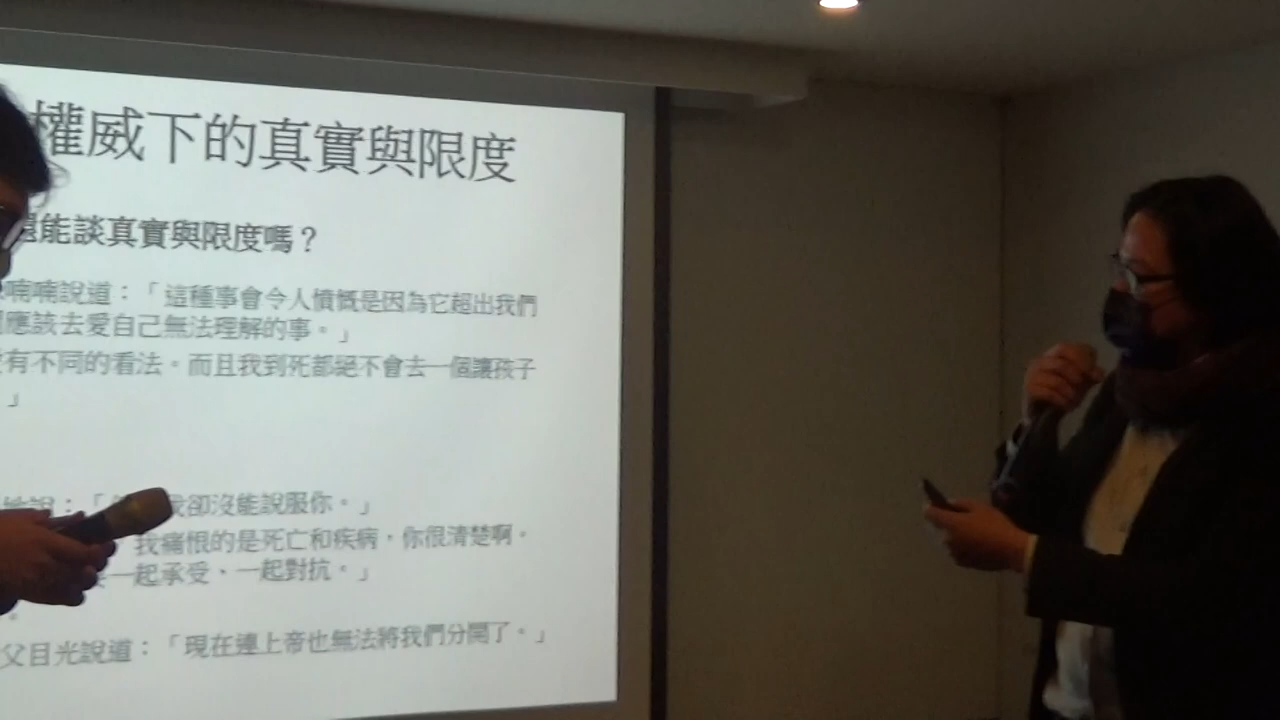 權威下的真實與限度
還能談真實與限度嗎？
喃喃說道：「這種事會令人憤慨是因為它超出我們
應該去愛自己無法理解的事。」
有不同的看法。而且我到死都絕不會去一個讓孩子
」
我卻沒能說服你。」
我痛恨的是死亡和疾病，你很清楚啊。
一起承受、一起對抗。」
。
父目光說道：「現在連上帝也無法將我們分開了。」